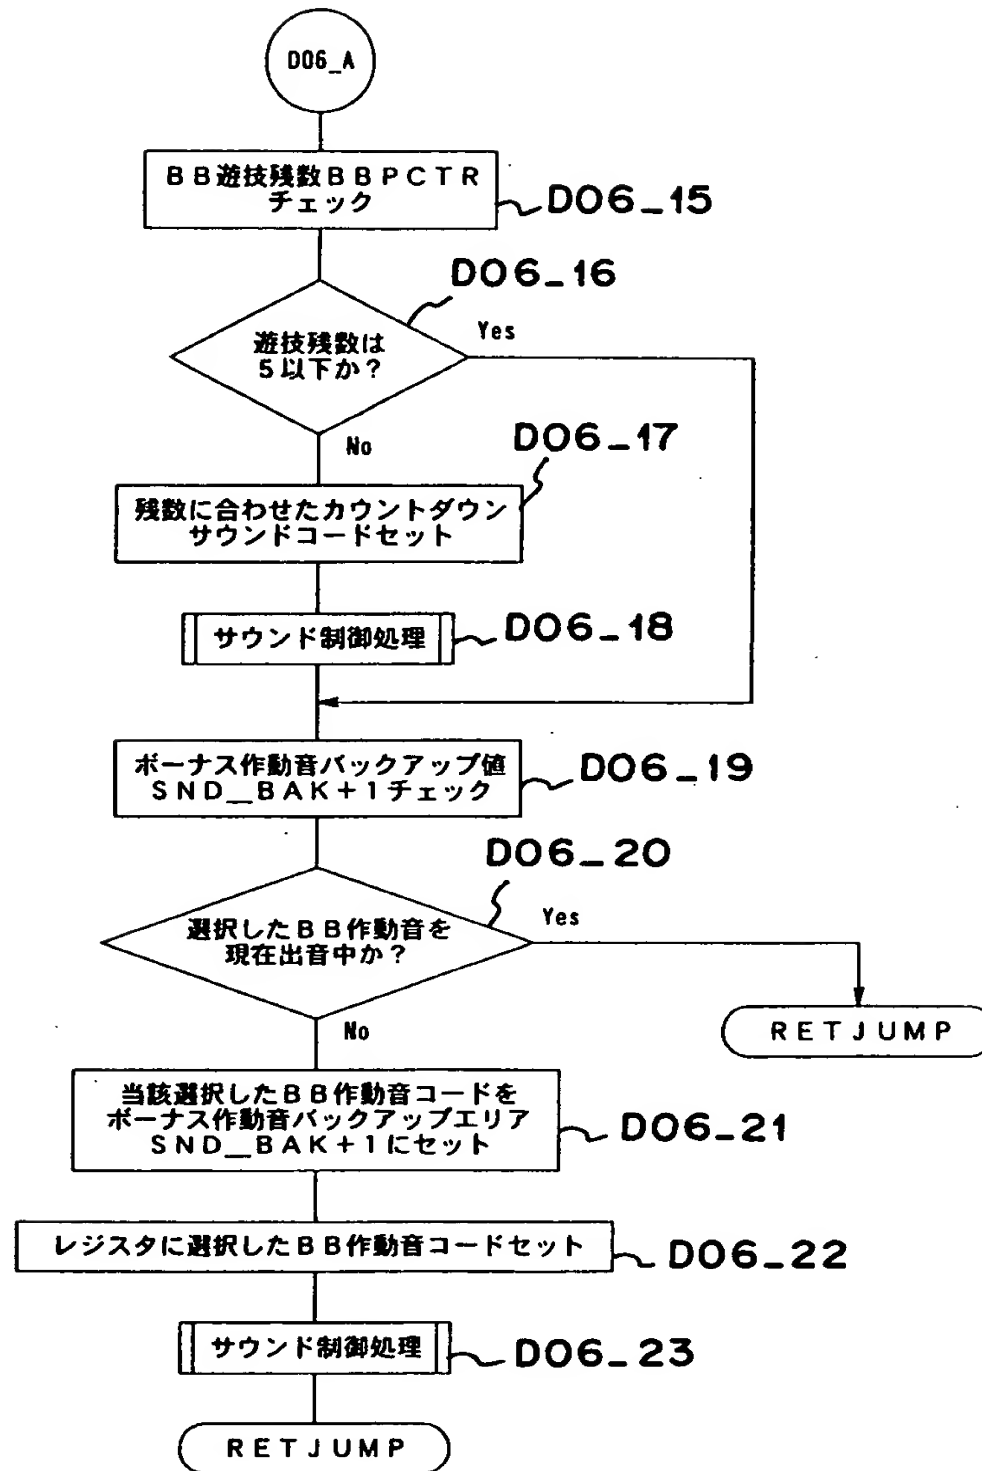 D06_A
ＢＢ遊技残数ＢＢＰＣＴＲ
チェック
D06_15
D06_16
遊技残数は
５以下か？
Yes
No
D06_17
残数に合わせたカウントダウン
サウンドコードセット
サウンド制御処理
D06_18
ボーナス作動音バックアップ値
ＳＮＤ＿ＢＡＫ＋１チェック
D06_19
D06_20
選択したＢＢ作動音を
現在出音中か？
Yes
ＲＥＴＪＵＭＰ
No
当該選択したＢＢ作動音コードを
ボーナス作動音バックアップエリア
ＳＮＤ＿ＢＡＫ＋１にセット
D06_21
レジスタに選択したＢＢ作動音コードセット
D06_22
サウンド制御処理
D06_23
ＲＥＴＪＵＭＰ